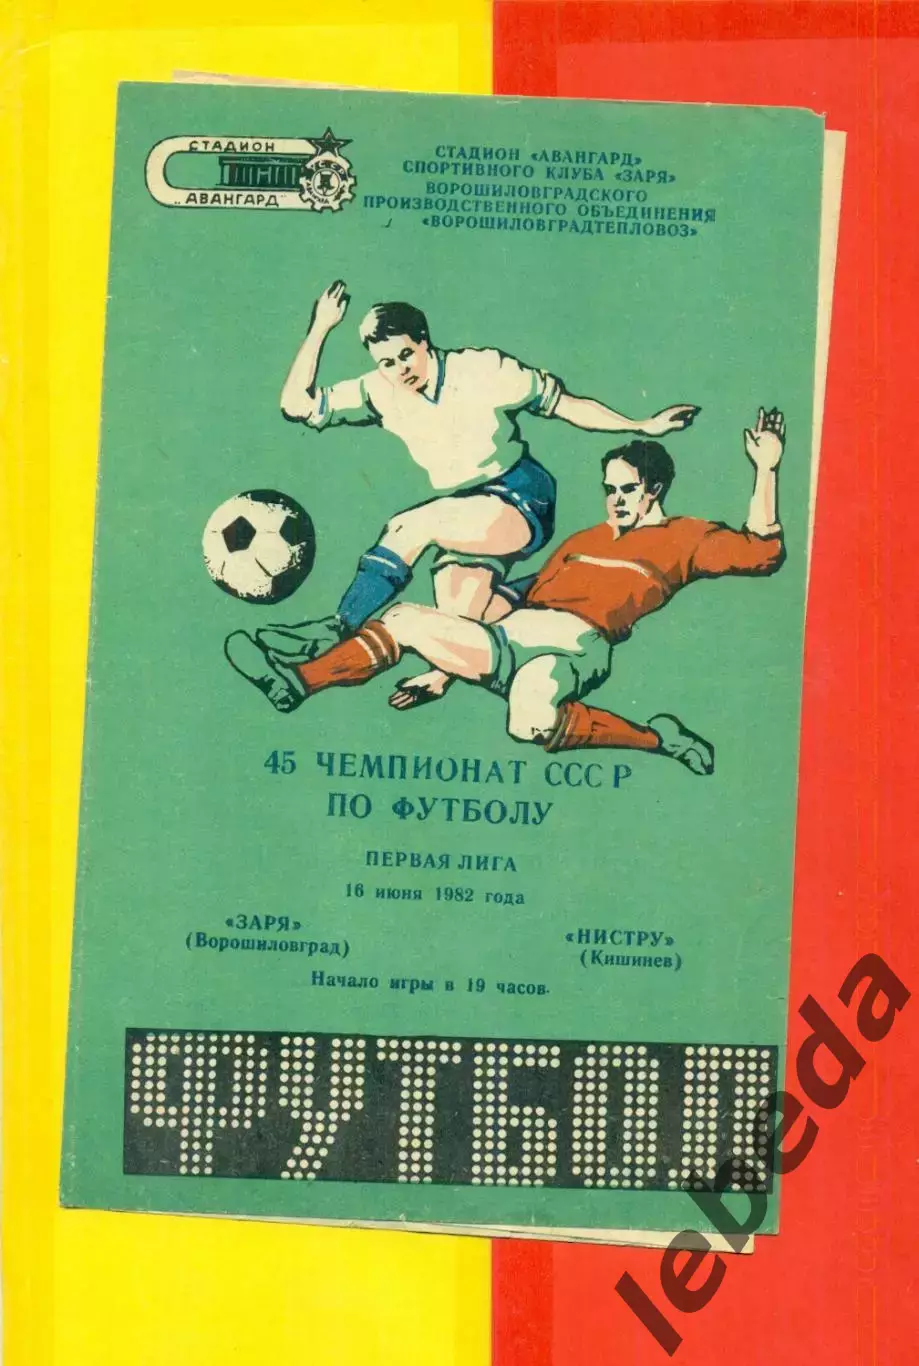 СТАДИОН
„АВАНГАРД"
СТАДИОН «АВАНГАРД»
СПОРТИВНОГО КЛУБА «ЗАРЯ»
ВОРОШИЛОВГРАДСКОГО
ПРОИЗВОДСТВЕННОГО ОБЪЕДИНЕНИЯ
«ВОРОШИЛОВГРАДТЕПЛОВОЗ»
45 ЧЕМПИОНАТ СССР
ПО ФУТБОЛУ
ПЕРВАЯ ЛИГА
16 июня 1982 года
«ЗАРЯ»
(Ворошиловград)
«НИСТРУ»
(Кишинев)
Начало игры в 19 часов.
ФУТБОЛ
lebeda